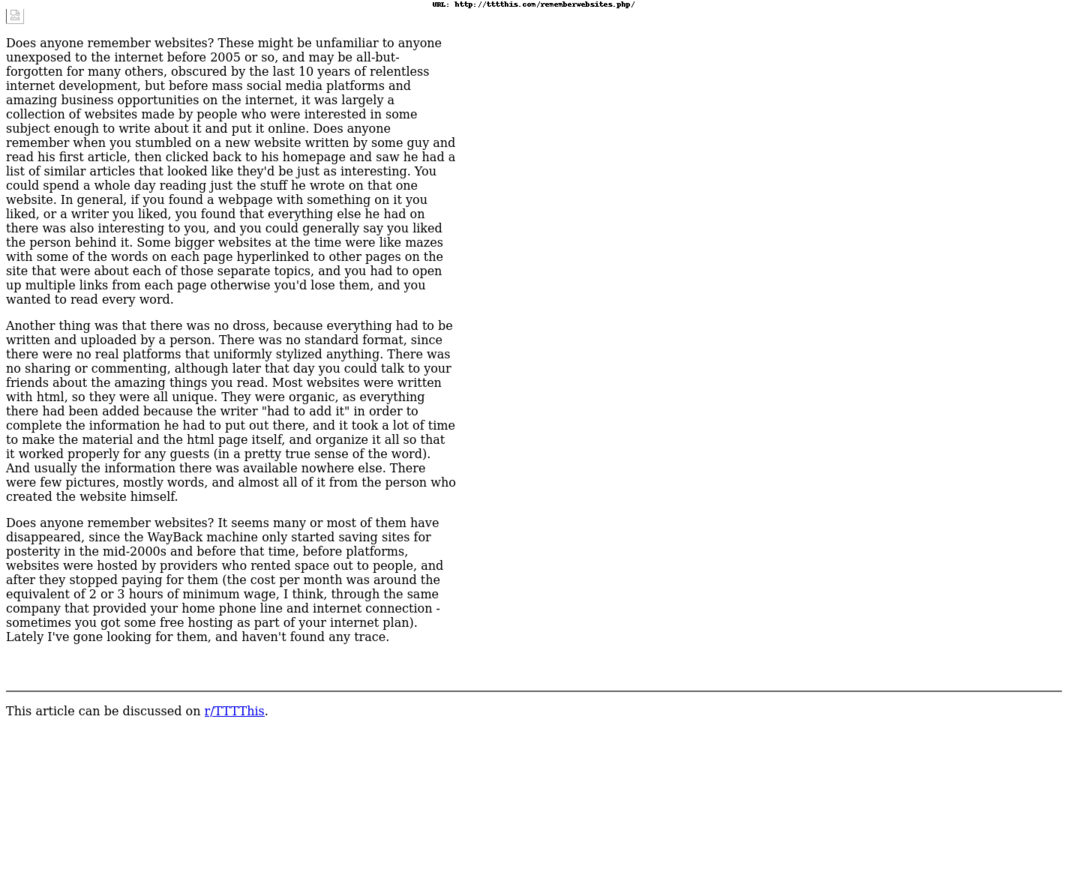 URL: http://tttthis.com/rememberwebsites.php/
Does anyone remember websites? These might be unfamiliar to anyone
unexposed to the internet before 2005 or so, and may be all-but-
forgotten for many others, obscured by the last 10 years of relentless
internet development, but before mass social media platforms and
amazing business opportunities on the internet, it was largely a
collection of websites made by people who were interested in some
subject enough to write about it and put it online. Does anyone
remember when you stumbled on a new website written by some guy and
read his first article, then clicked back to his homepage and saw he had a
list of similar articles that looked like they'd be just as interesting. You
could spend a whole day reading just the stuff he wrote on that one
website. In general, if you found a webpage with something on it you
liked, or a writer you liked, you found that everything else he had on
there was also interesting to you, and you could generally say you liked
the person behind it. Some bigger websites at the time were like mazes
with some of the words on each page hyperlinked to other pages on the
site that were about each of those separate topics, and you had to open
up multiple links from each page otherwise you'd lose them, and you
wanted to read every word.
Another thing was that there was no dross, because everything had to be
written and uploaded by a person. There was no standard format, since
there were no real platforms that uniformly stylized anything. There was
no sharing or commenting, although later that day you could talk to your
friends about the amazing things you read. Most websites were written
with html, so they were all unique. They were organic, as everything
there had been added because the writer "had to add it" in order to
complete the information he had to put out there, and it took a lot of time
to make the material and the html page itself, and organize it all so that
it worked properly for any guests (in a pretty true sense of the word).
And usually the information there was available nowhere else. There
were few pictures, mostly words, and almost all of it from the person who
created the website himself.
Does anyone remember websites? It seems many or most of them have
disappeared, since the WayBack machine only started saving sites for
posterity in the mid-2000s and before that time, before platforms,
websites were hosted by providers who rented space out to people, and
after they stopped paying for them (the cost per month was around the
equivalent of 2 or 3 hours of minimum wage, I think, through the same
company that provided your home phone line and internet connection -
sometimes you got some free hosting as part of your internet plan).
Lately I've gone looking for them, and haven't found any trace.
This article can be discussed on r/TTTThis.